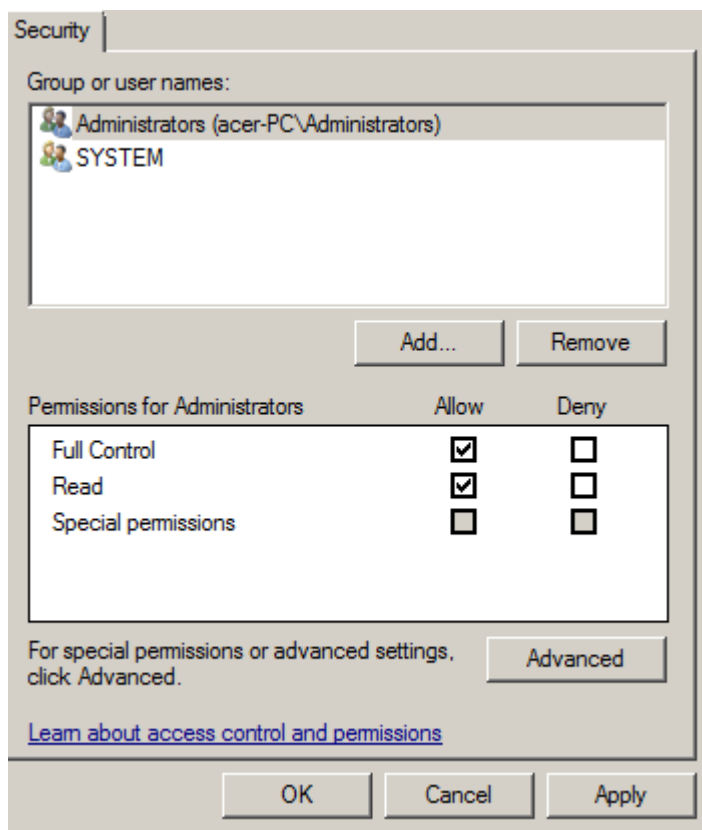 Security
Group or user names:
Administrators (acer-PC\Administrators)
SYSTEM
Add... Remove
Permissions for Administrators Allow Deny
Full Control
Read
Special permissions
For special permissions or advanced settings,
click Advanced.
Advanced
Learn about access control and permissions
OK Cancel Apply